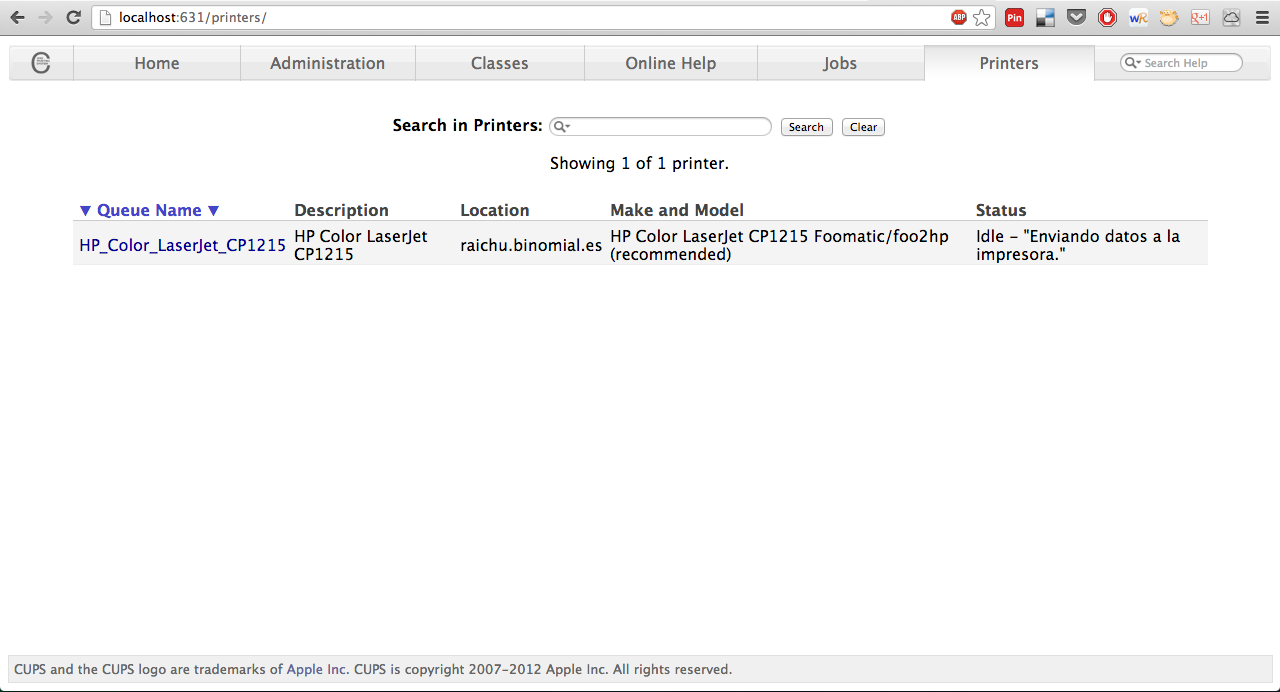 localhost:631/printers/
ABP
Pin
wR
g+1
Home
Administration
Classes
Online Help
Jobs
Printers
Search Help
Search in Printers:
Search
Clear
Showing 1 of 1 printer.
▼ Queue Name ▼ Description Location Make and Model Status
HP_Color_LaserJet_CP1215
HP Color LaserJet
CP1215
raichu.binomial.es
HP Color LaserJet CP1215 Foomatic/foo2hp
(recommended)
Idle - "Enviando datos a la
impresora."
CUPS and the CUPS logo are trademarks of Apple Inc. CUPS is copyright 2007-2012 Apple Inc. All rights reserved.